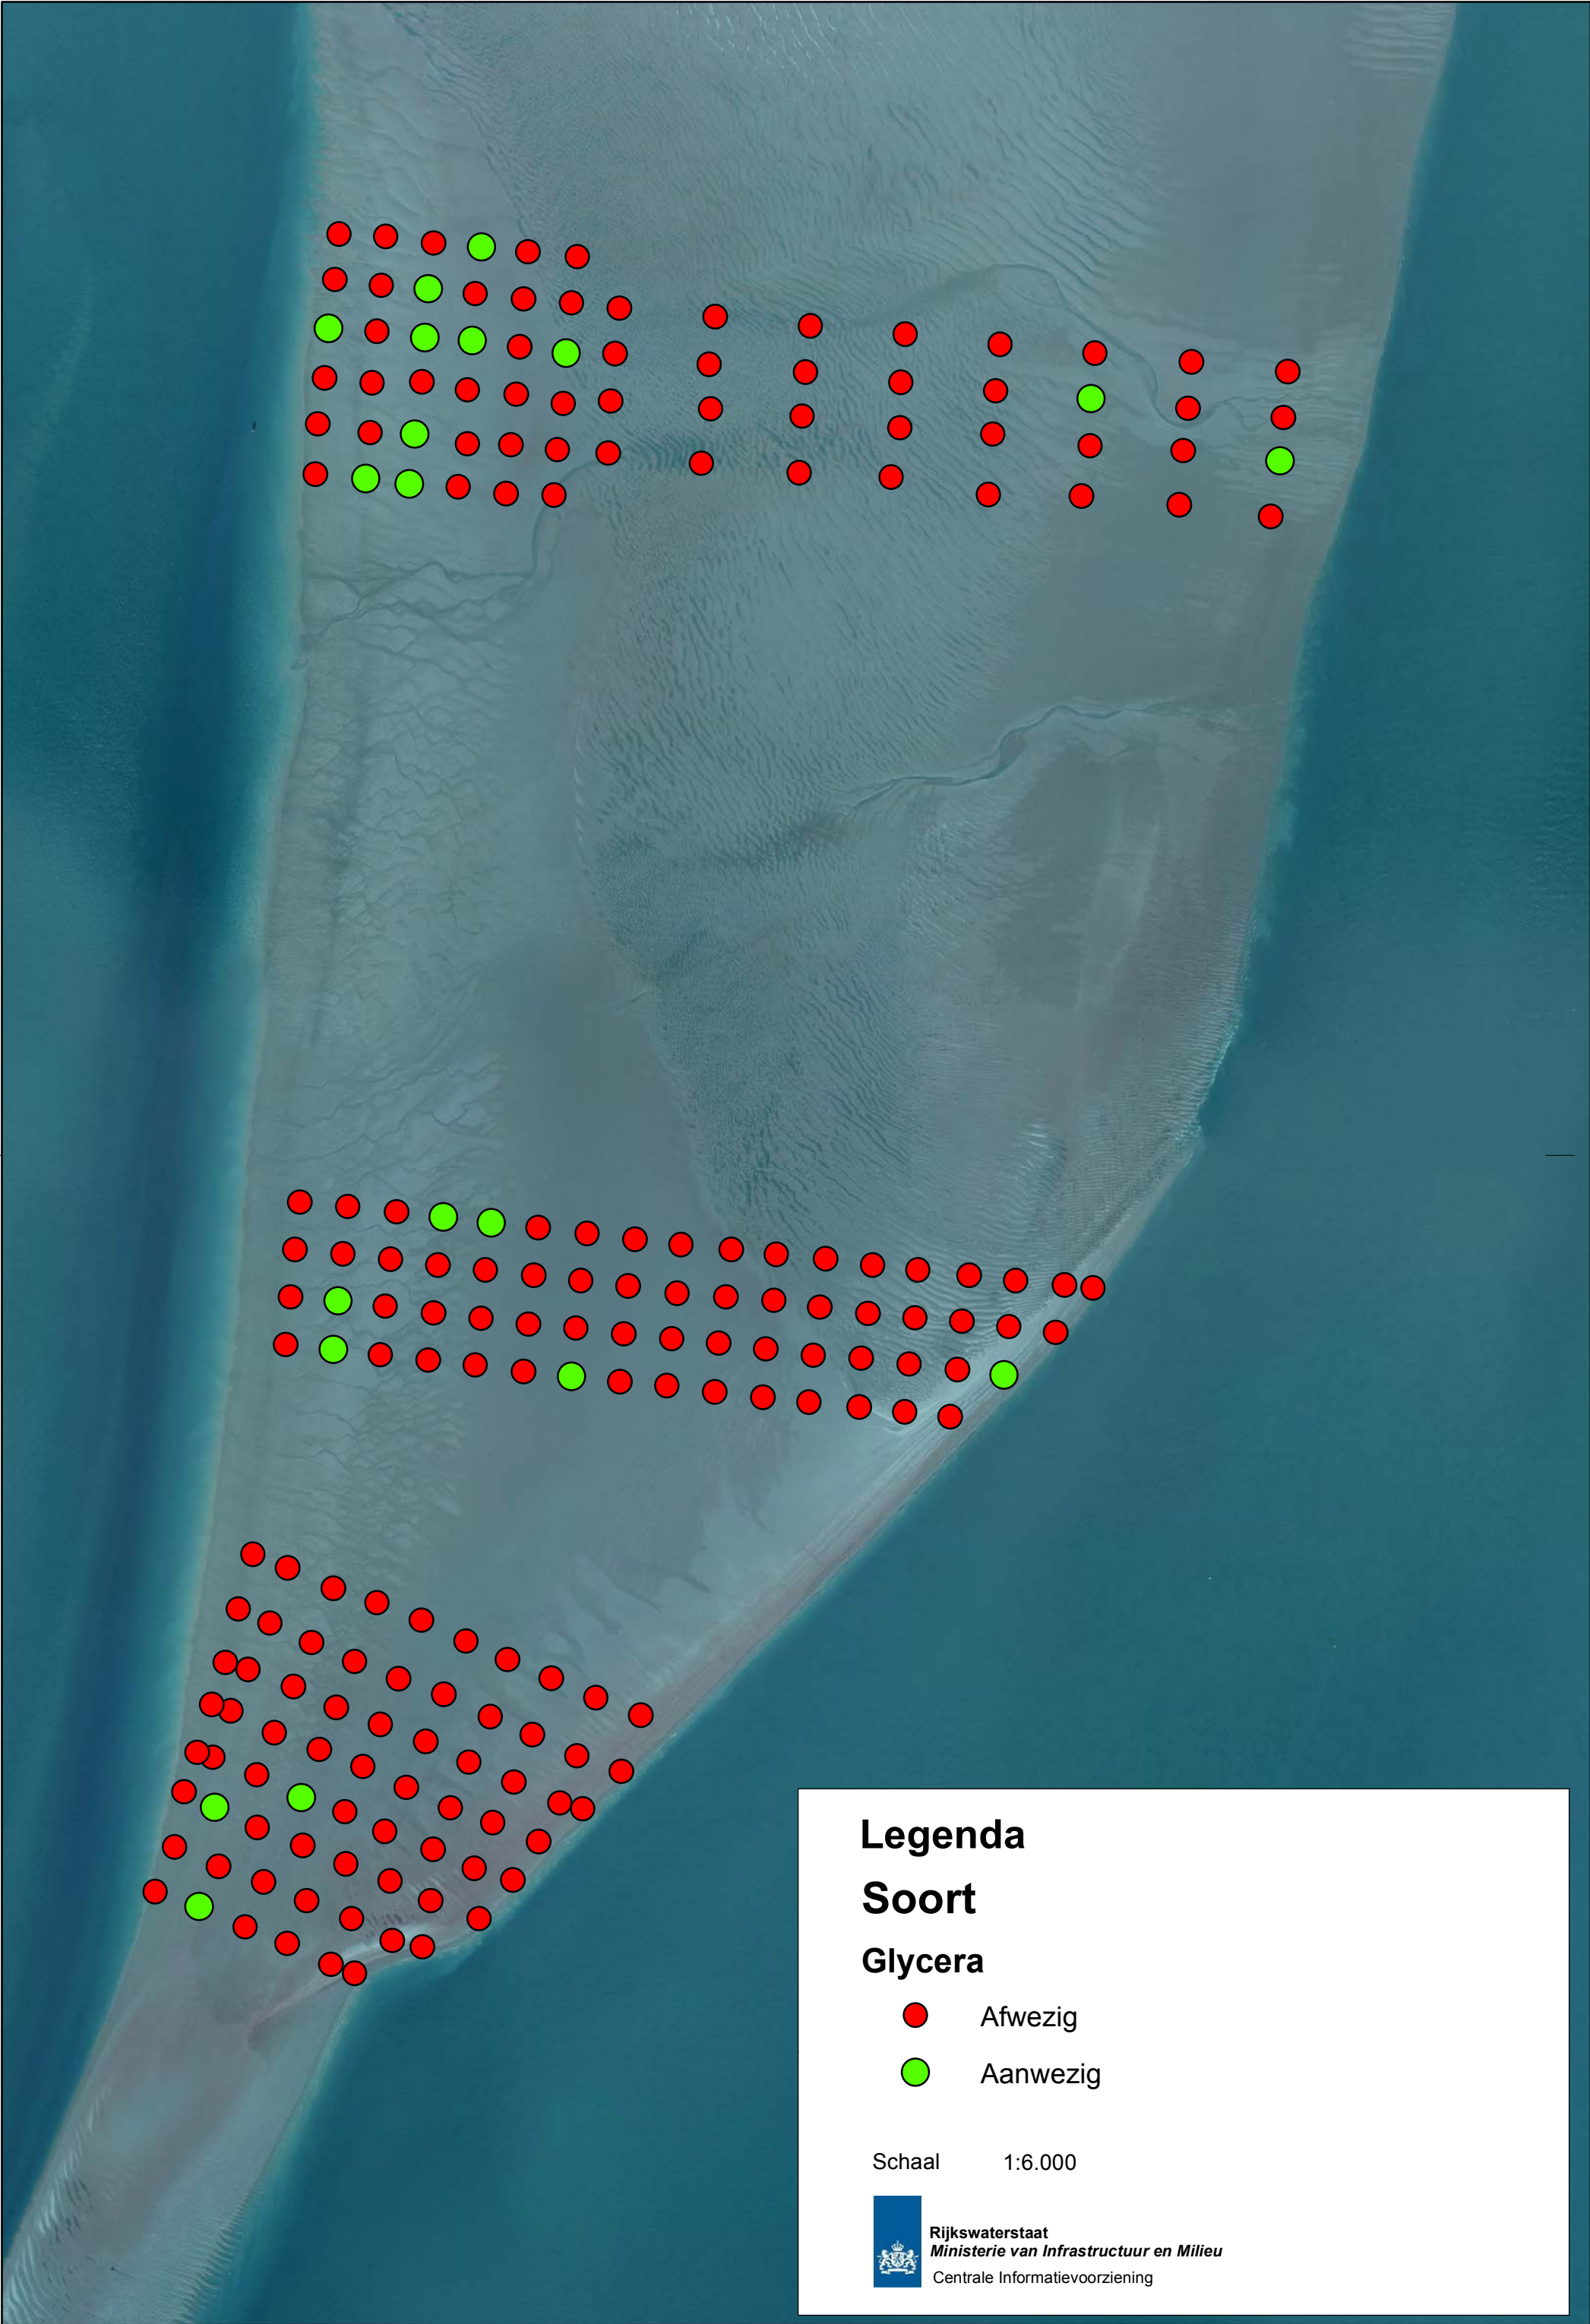 Legenda
Soort
Glycera
Afwezig
Aanwezig
Schaal 1:6.000
Rijkswaterstaat
Ministerie van Infrastructuur en Milieu
Centrale Informatievoorziening